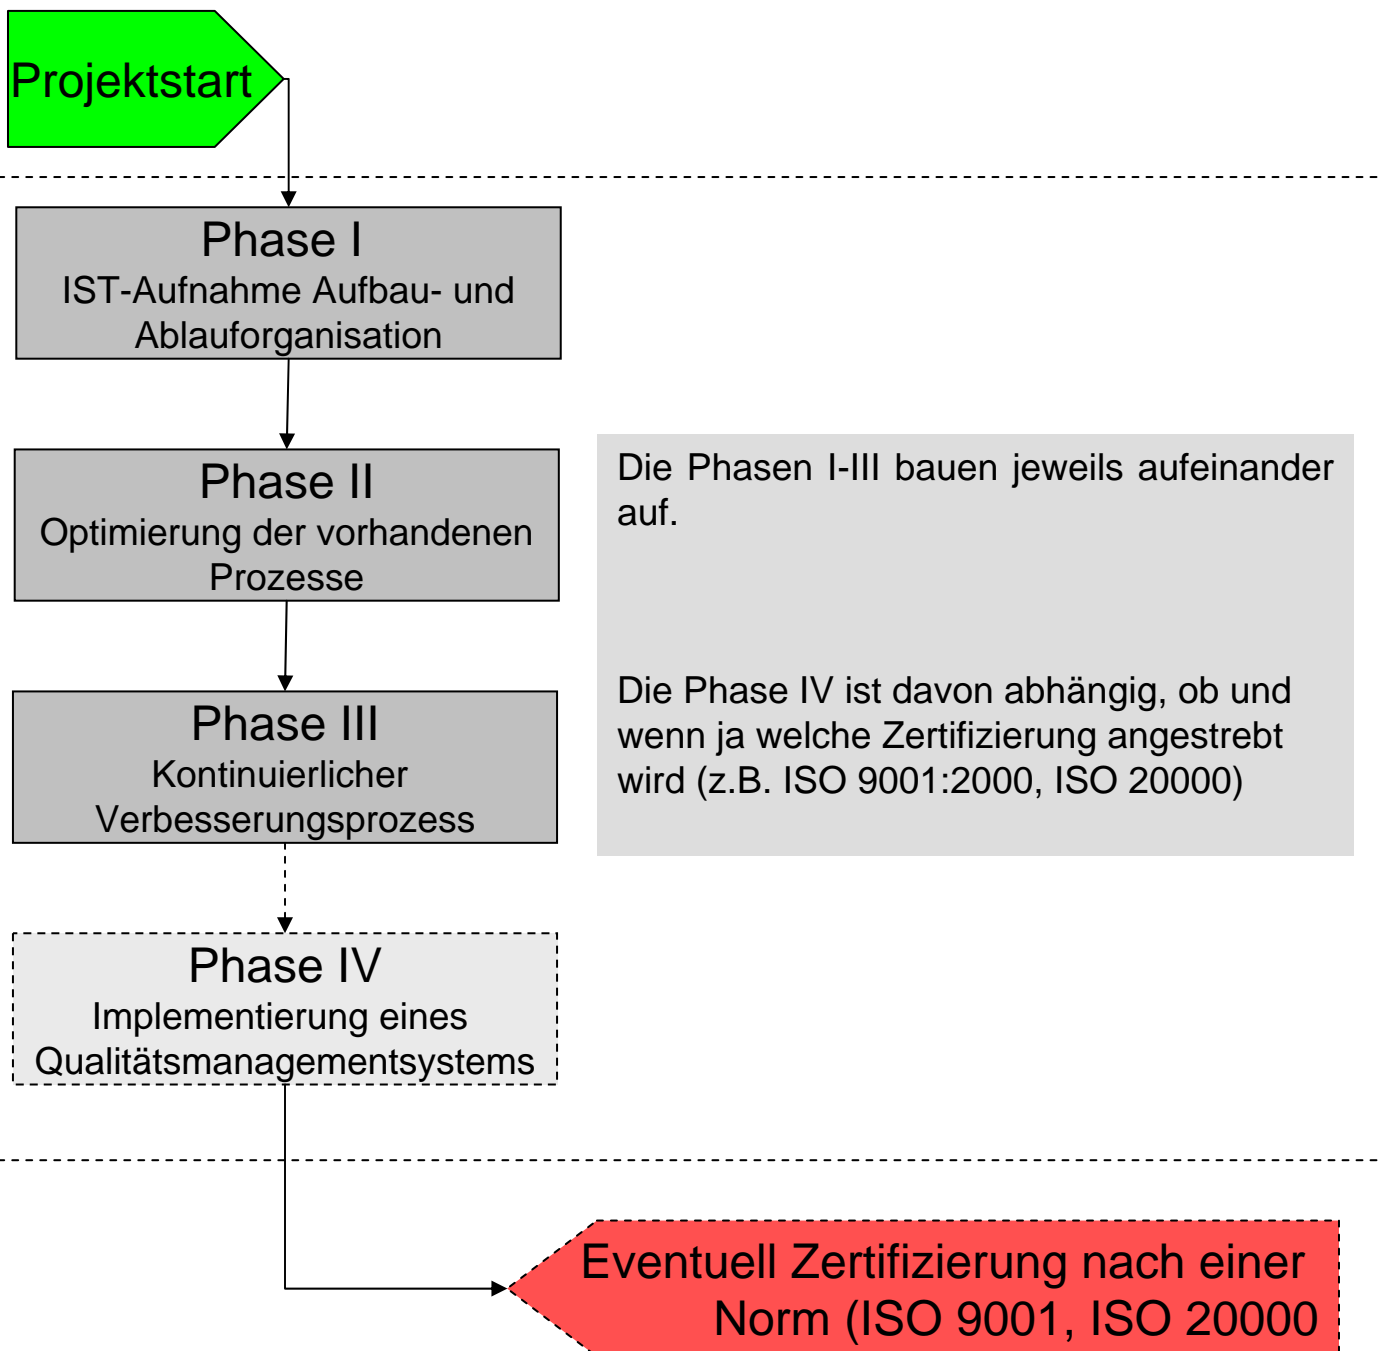 Projektstart
Phase I
IST-Aufnahme Aufbau- und
Ablauforganisation
Phase II
Optimierung der vorhandenen
Prozesse
Die Phasen I-III bauen jeweils aufeinander
auf.
Die Phase IV ist davon abhängig, ob und
wenn ja welche Zertifizierung angestrebt
wird (z.B. ISO 9001:2000, ISO 20000)
Phase III
Kontinuierlicher
Verbesserungsprozess
Phase IV
Implementierung eines
Qualitätsmanagementsystems
Eventuell Zertifizierung nach einer
Norm (ISO 9001, ISO 20000